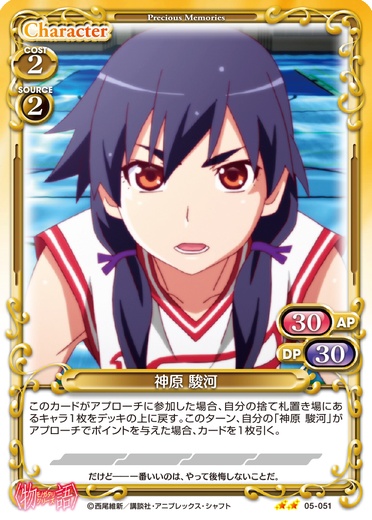 Precious Memories
Character
COST
2
SOURCE
2
30 AP
DP 30
神原 駿河
このカードがアプローチに参加した場合、自分の捨て札置き場にあ
るキャラ1枚をデッキの上に戻す。このターン、自分の「神原 駿河」が
アプローチでポイントを与えた場合、カードを1枚引く。
だけど――一番いいのは、やって後悔しないことだ。
物語
©西尾維新／講談社・アニプレックス・シャフト
05-051